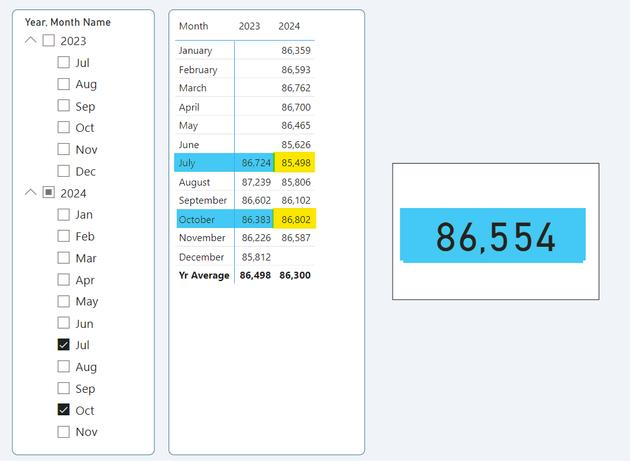 Year, Month Name
2023
Jul
Aug
Sep
Oct
Nov
Dec
2024
Jan
Feb
Mar
Apr
May
Jun
Jul
Aug
Sep
Oct
Nov
Month 2023 2024
January 86,359
February 86,593
March 86,762
April 86,700
May 86,465
June 85,626
July 86,724 85,498
August 87,239 85,806
September 86,602 86,102
October 86,383 86,802
November 86,226 86,587
December 85,812
Yr Average 86,498 86,300
86,554